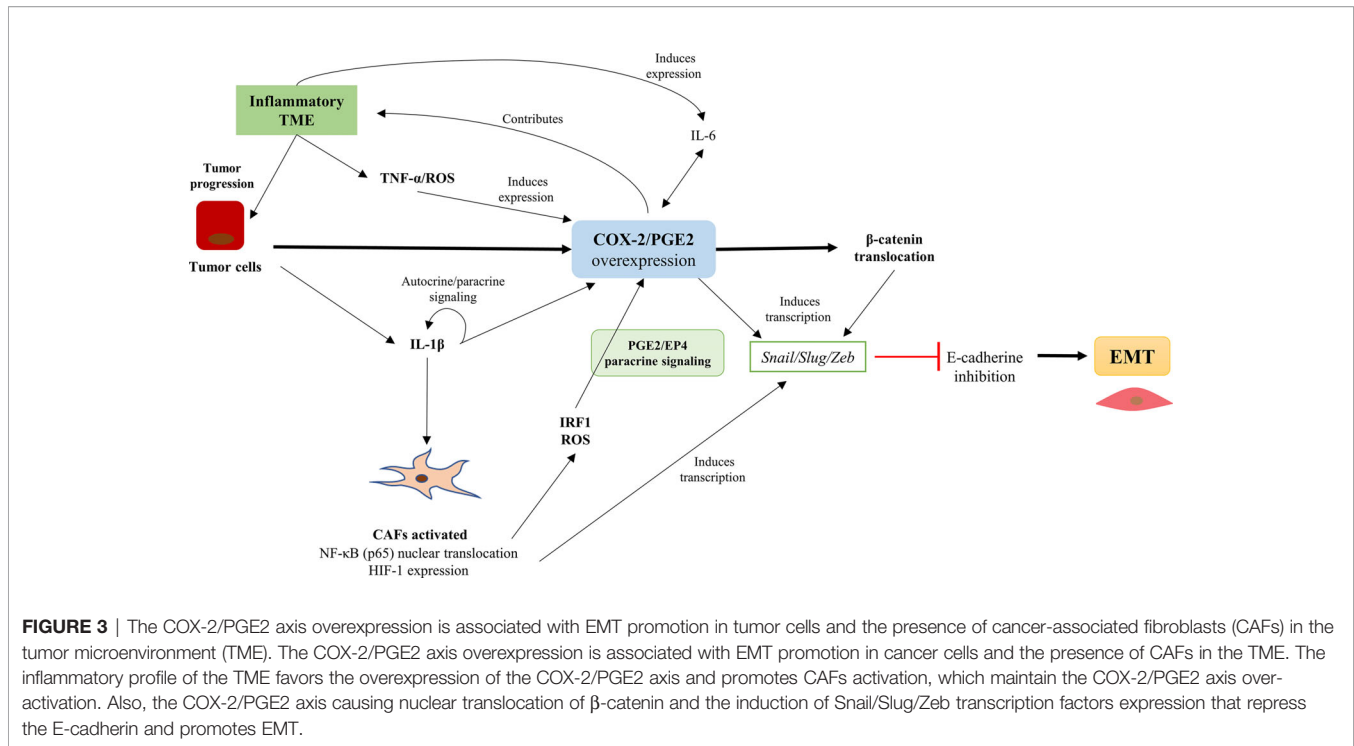 Induces
expression
Inflammatory
TME
Contributes
IL-6
Tumor
progression
TNF-α/ROS
Induces
expression
COX-2/PGE2
overexpression
β-catenin
translocation
Tumor cells
Autocrine/paracrine
signaling
Induces
transcription
IL-1β
PGE2/EP4
paracrine signaling
Snail/Slug/Zeb
E-cadherine
inhibition
EMT
IRF1
ROS
Induces
transcription
CAFs activated
NF-κB (p65) nuclear translocation
HIF-1 expression
FIGURE 3 | The COX-2/PGE2 axis overexpression is associated with EMT promotion in tumor cells and the presence of cancer-associated fibroblasts (CAFs) in the
tumor microenvironment (TME). The COX-2/PGE2 axis overexpression is associated with EMT promotion in cancer cells and the presence of CAFs in the TME. The
inflammatory profile of the TME favors the overexpression of the COX-2/PGE2 axis and promotes CAFs activation, which maintain the COX-2/PGE2 axis over-
activation. Also, the COX-2/PGE2 axis causing nuclear translocation of β-catenin and the induction of Snail/Slug/Zeb transcription factors expression that repress
the E-cadherin and promotes EMT.